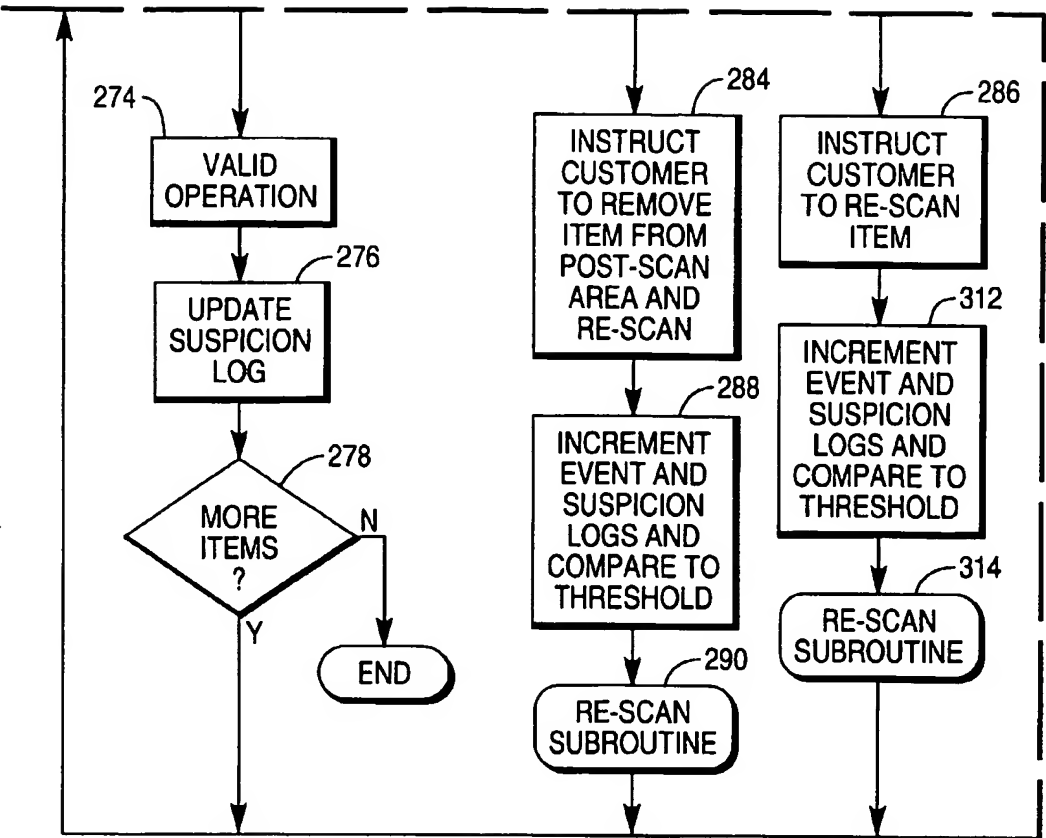 274
VALID
OPERATION
276
UPDATE
SUSPICION
LOG
278
MORE
ITEMS
?
N
Y
END
284
INSTRUCT
CUSTOMER
TO REMOVE
ITEM FROM
POST-SCAN
AREA AND
RE-SCAN
288
INCREMENT
EVENT AND
SUSPICION
LOGS AND
COMPARE TO
THRESHOLD
290
RE-SCAN
SUBROUTINE
286
INSTRUCT
CUSTOMER
TO RE-SCAN
ITEM
312
INCREMENT
EVENT AND
SUSPICION
LOGS AND
COMPARE TO
THRESHOLD
314
RE-SCAN
SUBROUTINE